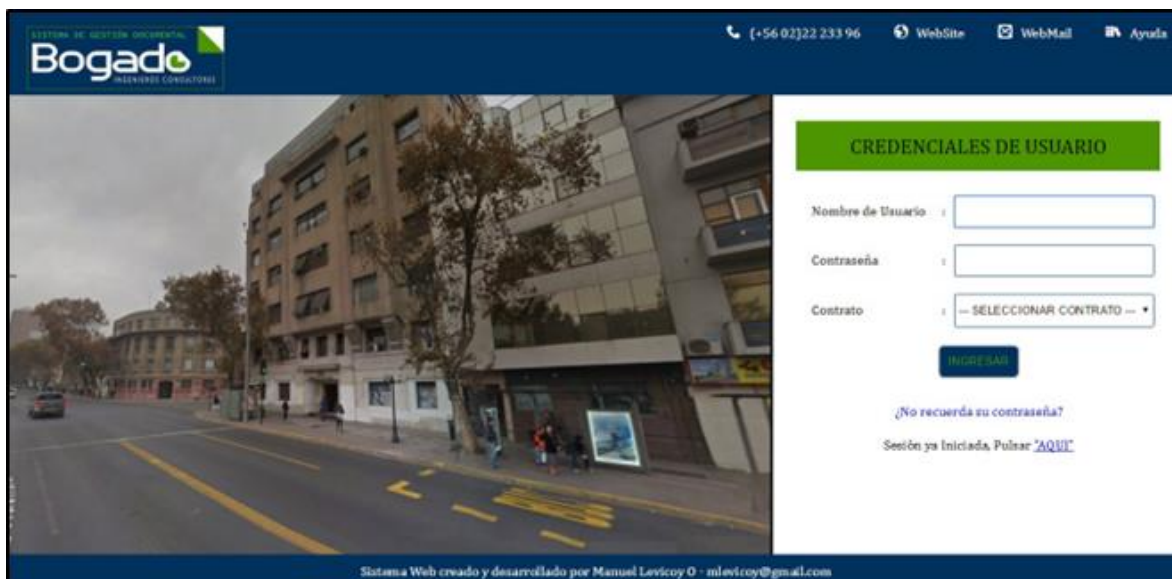 SISTEMA DE GESTIÓN DOCUMENTAL
Bogado
INGENIEROS CONSULTORES
(+56 02)22 233 96
WebSite
WebMail
Ayuda
CREDENCIALES DE USUARIO
Nombre de Usuario :
Contraseña :
Contrato : -- SELECCIONAR CONTRATO --
INGRESAR
¿No recuerda su contraseña?
Sesión ya Iniciada, Pulsar "AQUI"
Sistema Web creado y desarrollado por Manuel Levicoy O - mlevicoy@gmail.com